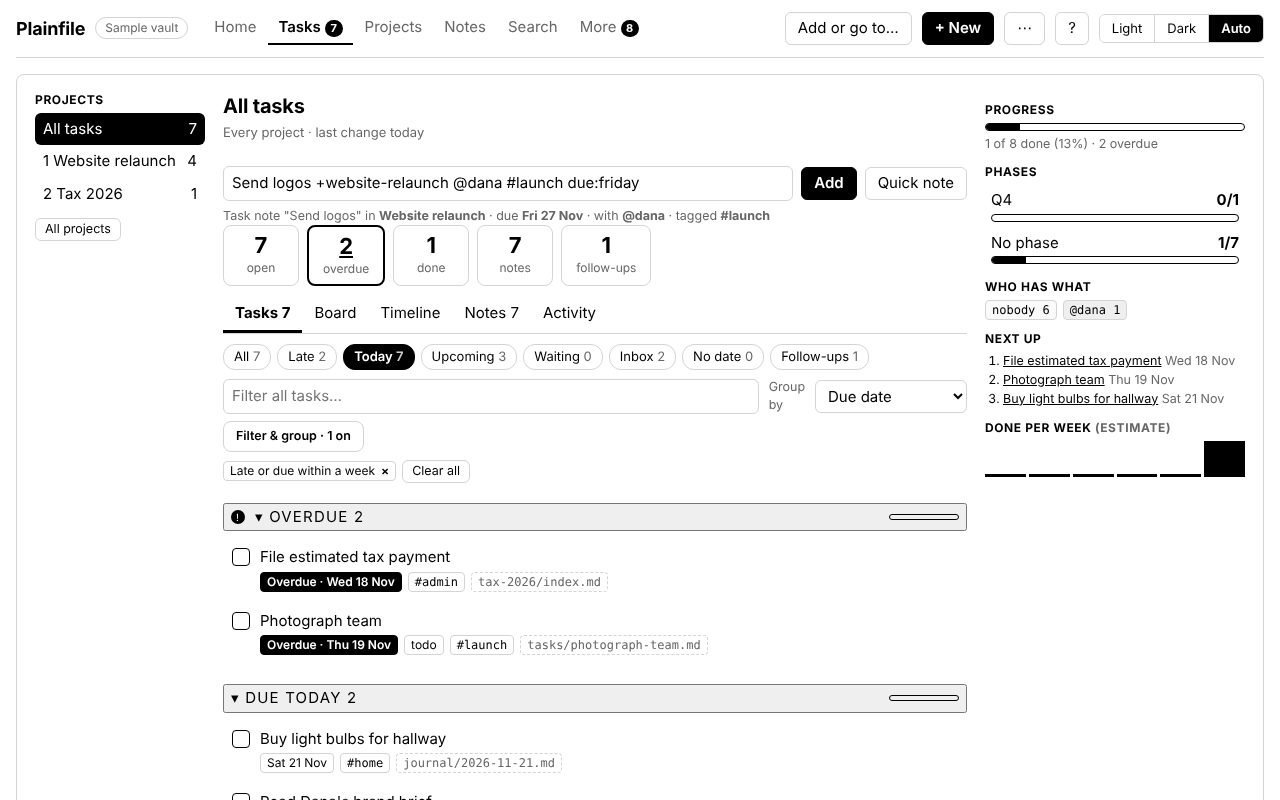 Plainfile Sample vault Home Tasks 7 Projects Notes Search More 8 Add or go to... + New ... ? Light Dark Auto
PROJECTS
All tasks 7
1 Website relaunch 4
2 Tax 2026 1
All projects
All tasks
Every project · last change today
Send logos +website-relaunch @dana #launch due:friday Add Quick note
Task note "Send logos" in Website relaunch · due Fri 27 Nov · with @dana · tagged #launch
7 open
2 overdue
1 done
7 notes
1 follow-ups
Tasks 7 Board Timeline Notes 7 Activity
All 7 Late 2 Today 7 Upcoming 3 Waiting 0 Inbox 2 No date 0 Follow-ups 1
Filter all tasks... Group by Due date
Filter & group · 1 on
Late or due within a week × Clear all
! ▾ OVERDUE 2
File estimated tax payment
Overdue · Wed 18 Nov #admin tax-2026/index.md
Photograph team
Overdue · Thu 19 Nov todo #launch tasks/photograph-team.md
▾ DUE TODAY 2
Buy light bulbs for hallway
Sat 21 Nov #home journal/2026-11-21.md
PROGRESS
1 of 8 done (13%) · 2 overdue
PHASES
Q4 0/1
No phase 1/7
WHO HAS WHAT
nobody 6 @dana 1
NEXT UP
1. File estimated tax payment Wed 18 Nov
2. Photograph team Thu 19 Nov
3. Buy light bulbs for hallway Sat 21 Nov
DONE PER WEEK (ESTIMATE)